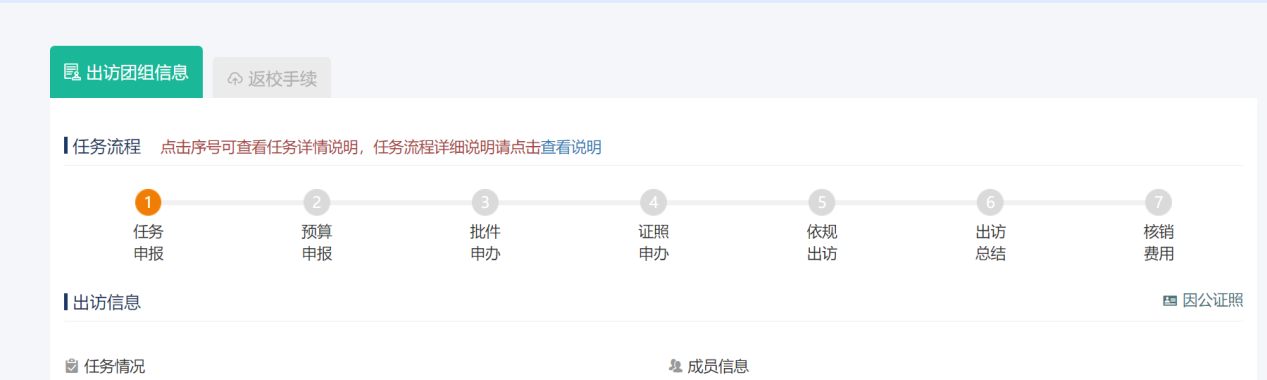 出访团组信息
返校手续
任务流程 点击序号可查看任务详情说明，任务流程详细说明请点击查看说明
1 2 3 4 5 6 7
任务 预算 批件 证照 依规 出访 核销
申报 申报 申办 申办 出访 总结 费用
出访信息 因公证照
任务情况 成员信息